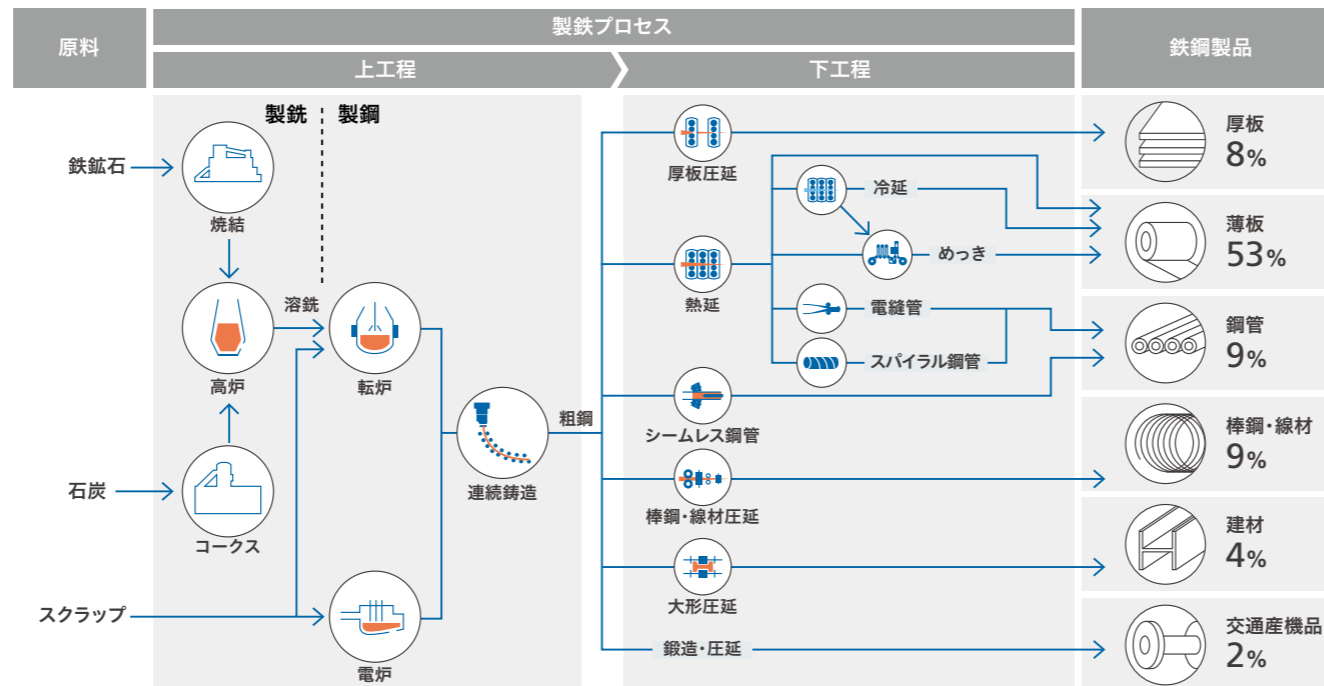 原料
製鉄プロセス
上工程
下工程
鉄鋼製品
製銑
製鋼
鉄鉱石
焼結
溶銑
高炉
転炉
石炭
コークス
スクラップ
電炉
連続鋳造
粗鋼
厚板圧延
冷延
めっき
熱延
電縫管
スパイラル鋼管
シームレス鋼管
棒鋼・線材圧延
大形圧延
鍛造・圧延
厚板
8%
薄板
53%
鋼管
9%
棒鋼・線材
9%
建材
4%
交通産機品
2%